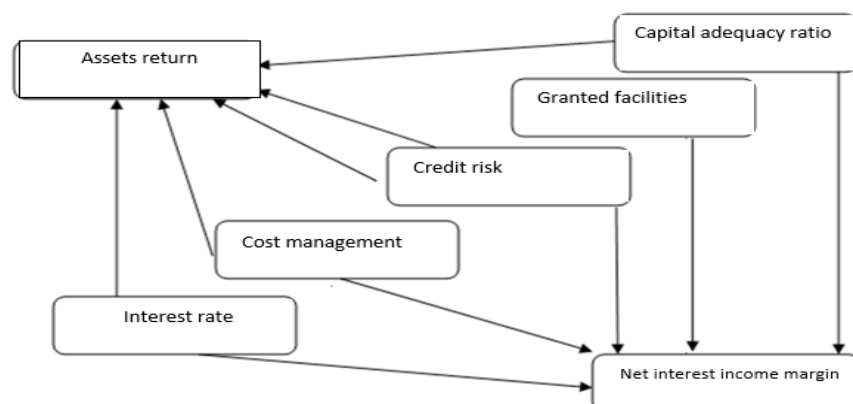 Capital adequacy ratio
Assets return
Granted facilities
Credit risk
Cost management
Interest rate
Net interest income margin